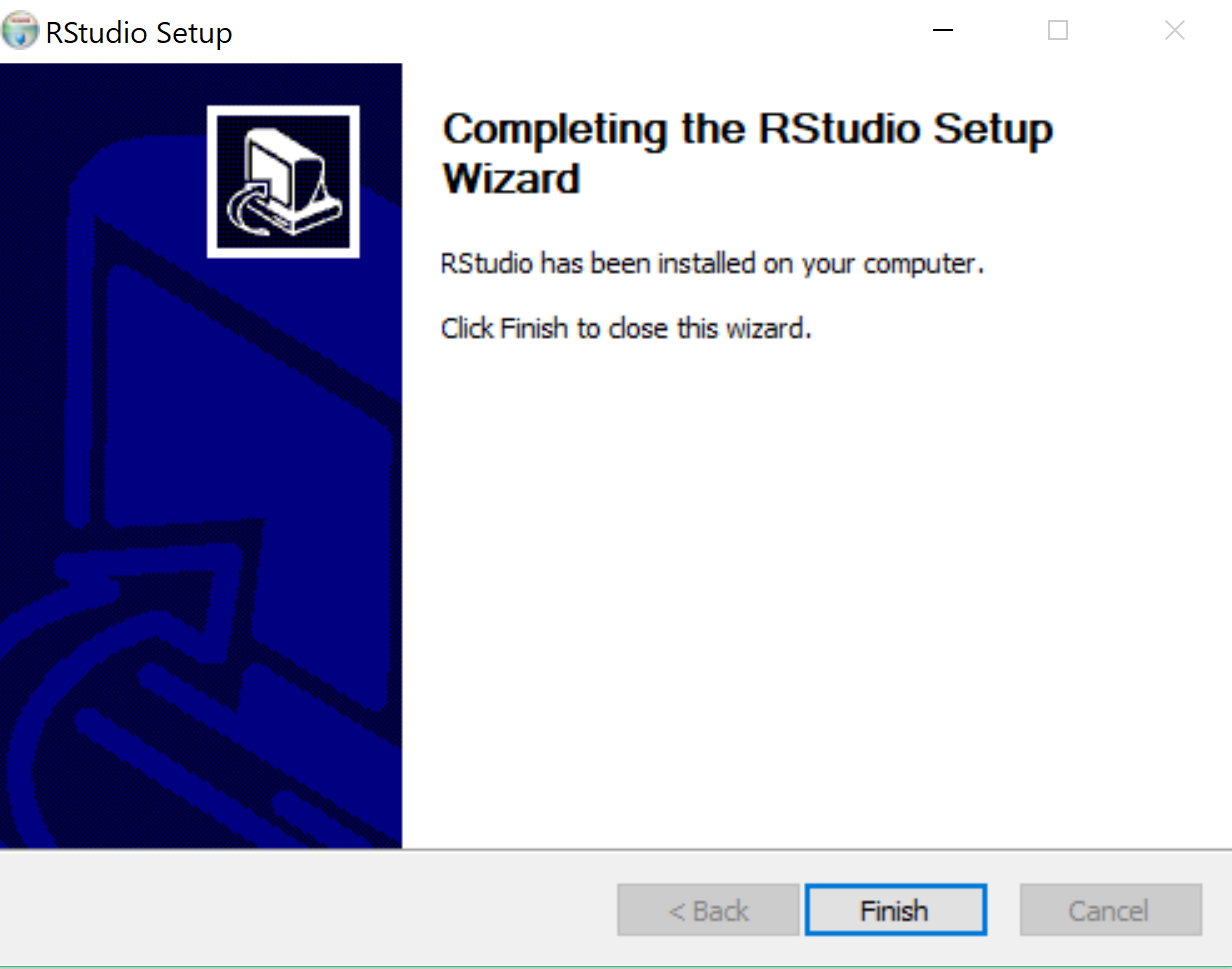 RStudio Setup
Completing the RStudio Setup
Wizard
RStudio has been installed on your computer.
Click Finish to close this wizard.
< Back
Finish
Cancel